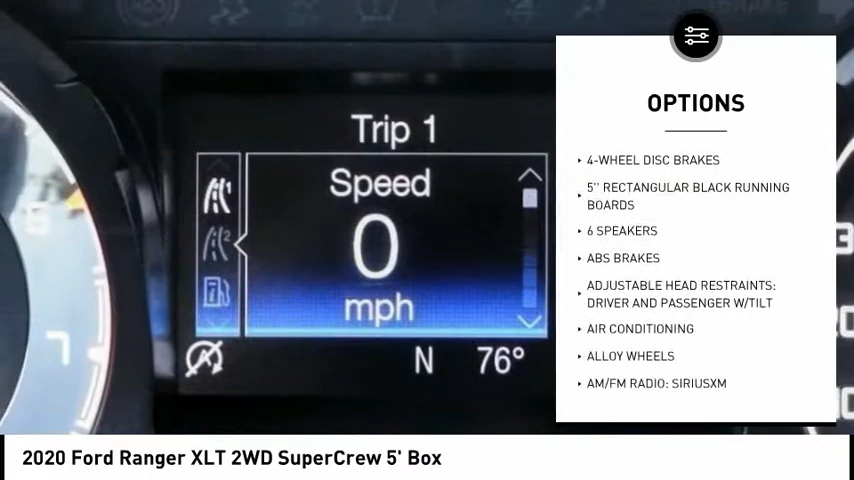 Trip 1
Speed
0
mph
N 76°
7
OPTIONS
4-WHEEL DISC BRAKES
5'' RECTANGULAR BLACK RUNNING
BOARDS
6 SPEAKERS
ABS BRAKES
ADJUSTABLE HEAD RESTRAINTS:
DRIVER AND PASSENGER W/TILT
AIR CONDITIONING
ALLOY WHEELS
AM/FM RADIO: SIRIUSXM
2020 Ford Ranger XLT 2WD SuperCrew 5' Box